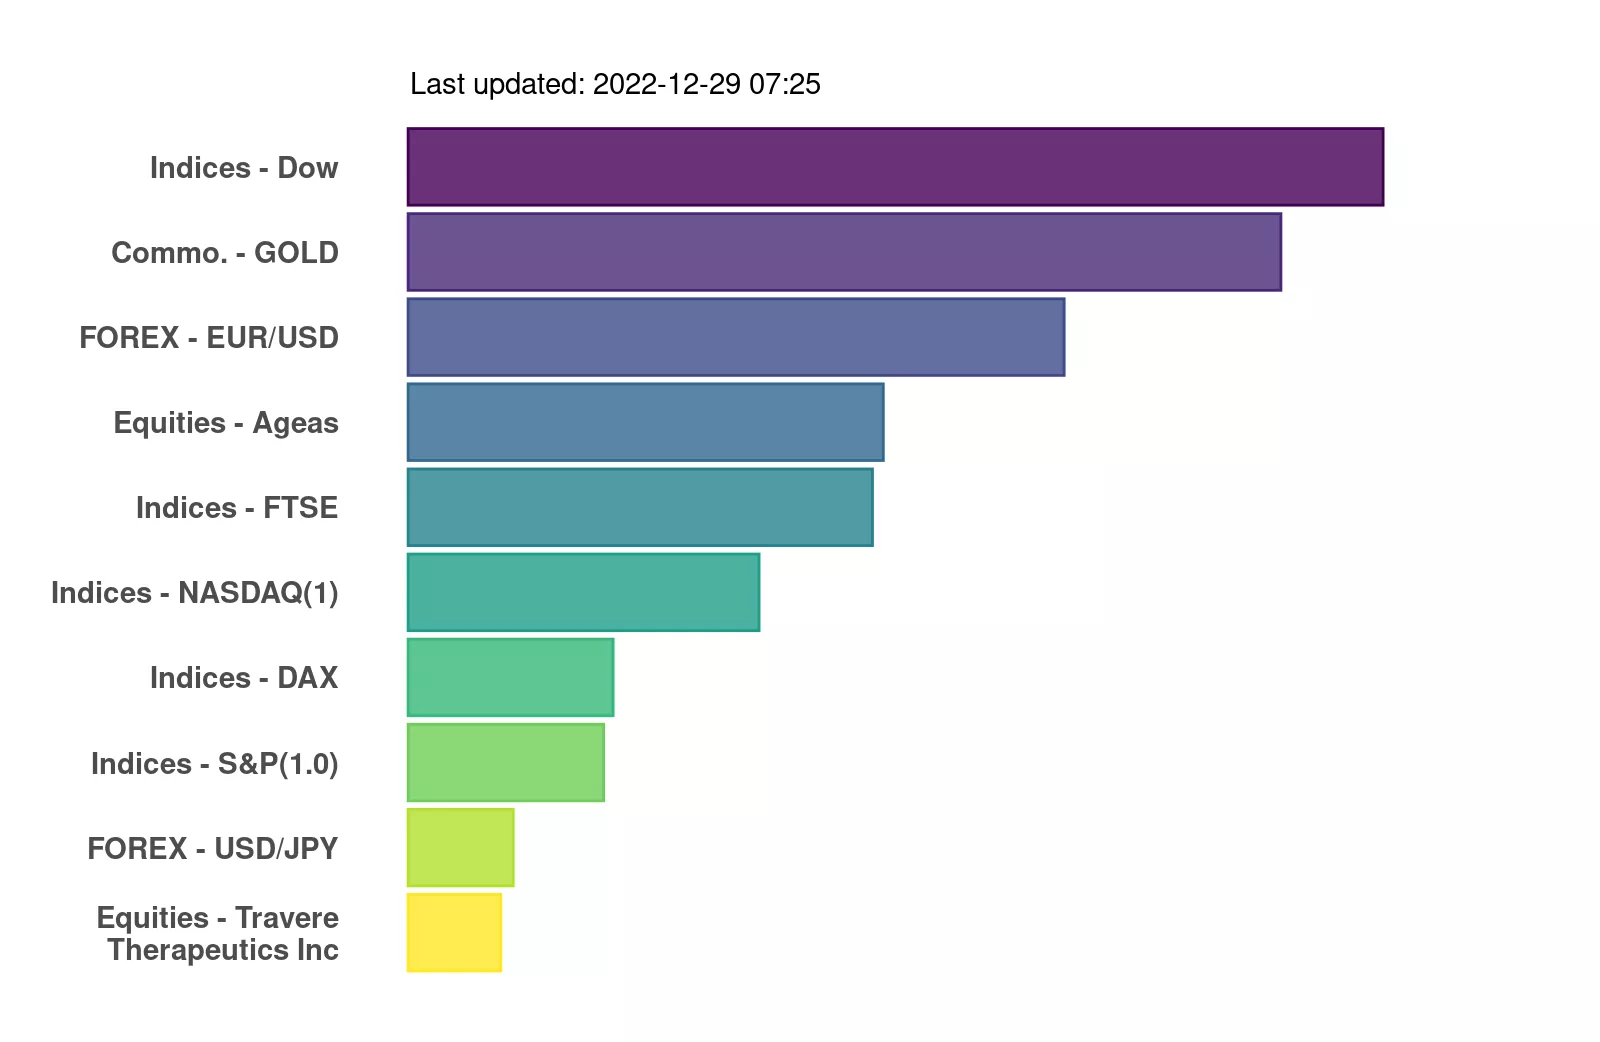 Last updated: 2022-12-29 07:25
Indices - Dow
Commo. - GOLD
FOREX - EUR/USD
Equities - Ageas
Indices - FTSE
Indices - NASDAQ(1)
Indices - DAX
Indices - S&P(1.0)
FOREX - USD/JPY
Equities - Travere
Therapeutics Inc